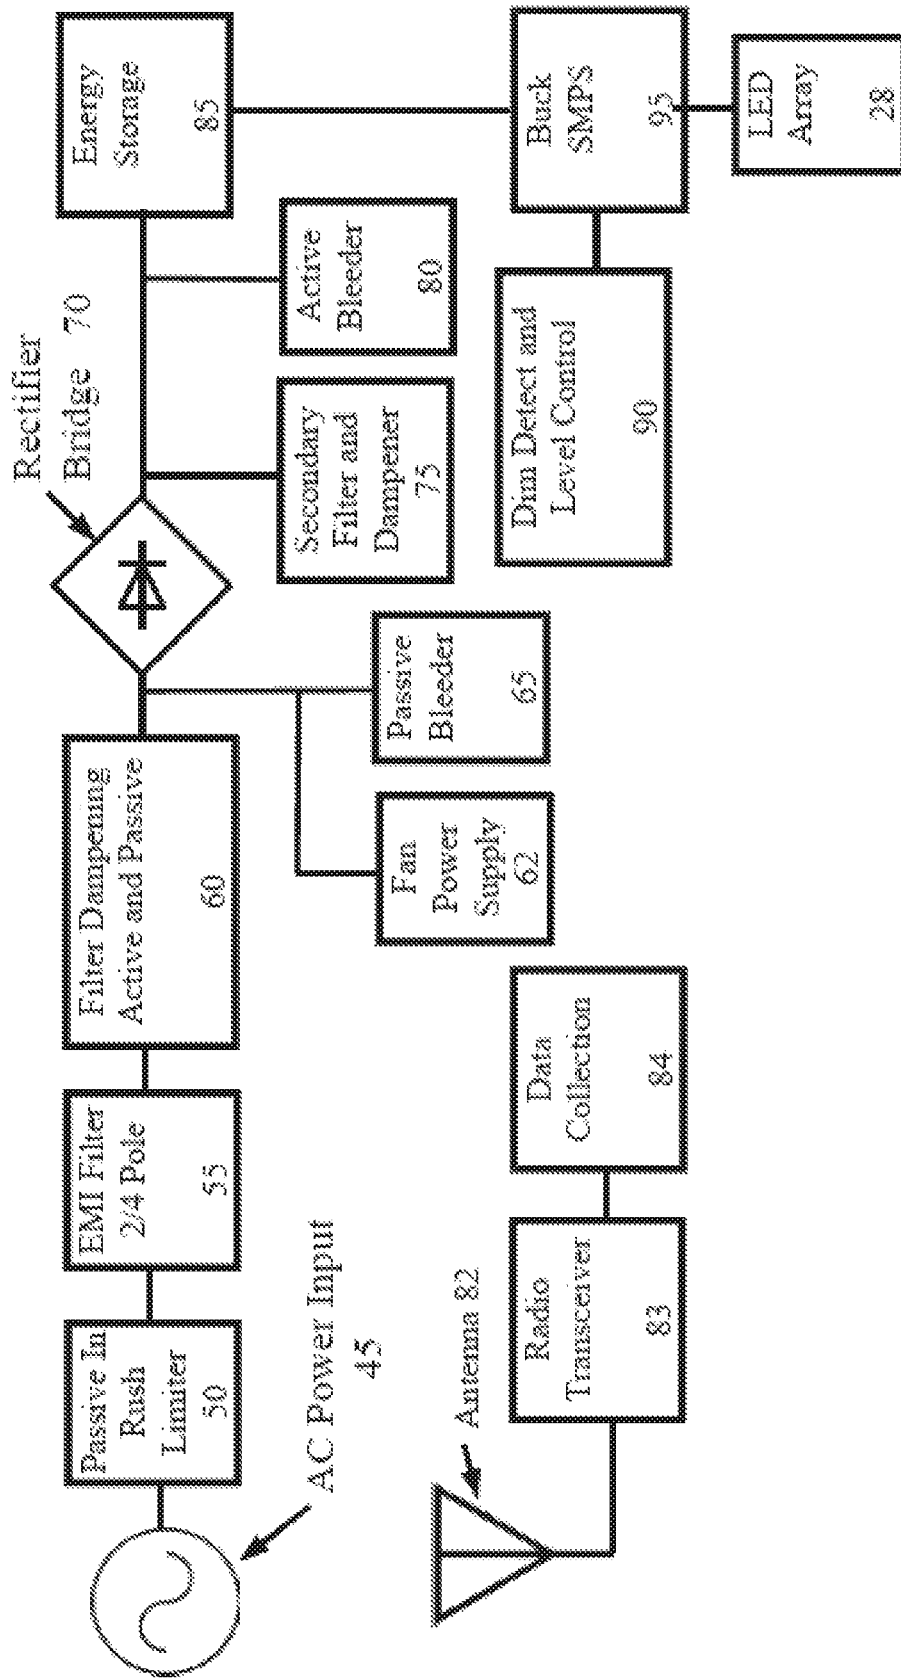 Passive In
Rush
Limiter
50
EMI Filter
2/4 Pole
55
Filter Dampening
Active and Passive
60
Rectifier
Bridge 70
Energy
Storage
85
AC Power Input
45
Fan
Power
Supply
62
Passive
Bleeder
65
Secondary
Filter and
Dampener
75
Active
Bleeder
80
Antenna 82
Radio
Transceiver
83
Data
Collection
84
Dim Detect and
Level Control
90
Buck
SMPS
95
LED
Array
28